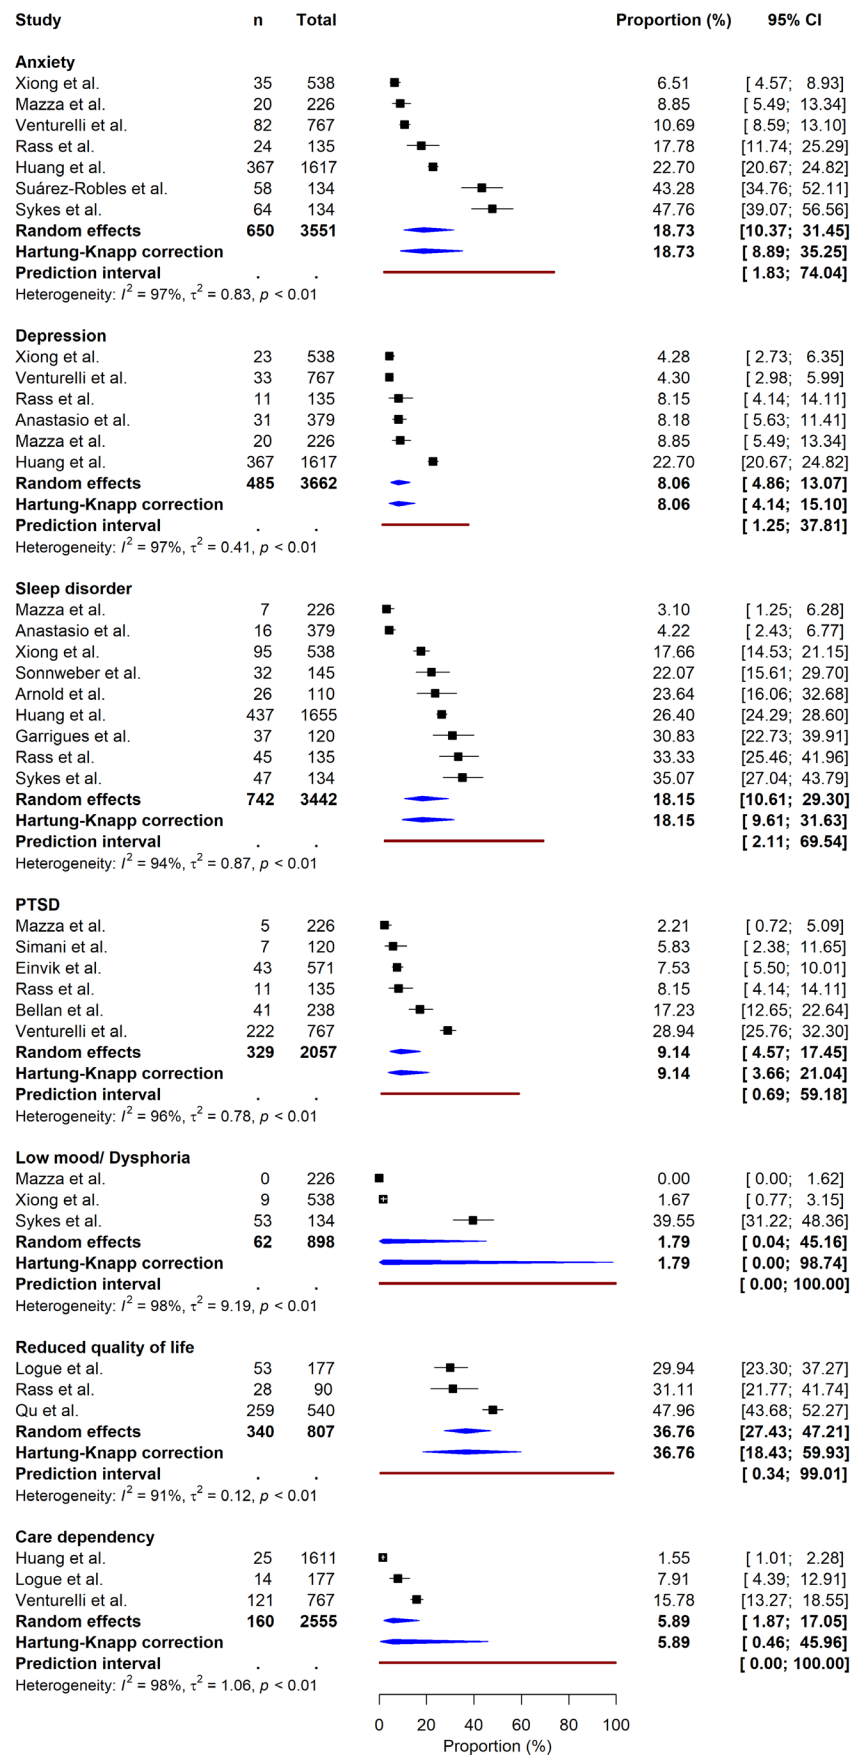 Study n Total Proportion (%) 95% CI
Anxiety
Xiong et al. 35 538 6.51 [ 4.57; 8.93]
Mazza et al. 20 226 8.85 [ 5.49; 13.34]
Venturelli et al. 82 767 10.69 [ 8.59; 13.10]
Rass et al. 24 135 17.78 [11.74; 25.29]
Huang et al. 367 1617 22.70 [20.67; 24.82]
Suárez-Robles et al. 58 134 43.28 [34.76; 52.11]
Sykes et al. 64 134 47.76 [39.07; 56.56]
Random effects 650 3551 18.73 [10.37; 31.45]
Hartung-Knapp correction 18.73 [ 8.89; 35.25]
Prediction interval . . [ 1.83; 74.04]
Heterogeneity: I² = 97%, τ² = 0.83, p < 0.01
Depression
Xiong et al. 23 538 4.28 [ 2.73; 6.35]
Venturelli et al. 33 767 4.30 [ 2.98; 5.99]
Rass et al. 11 135 8.15 [ 4.14; 14.11]
Anastasio et al. 31 379 8.18 [ 5.63; 11.41]
Mazza et al. 20 226 8.85 [ 5.49; 13.34]
Huang et al. 367 1617 22.70 [20.67; 24.82]
Random effects 485 3662 8.06 [ 4.86; 13.07]
Hartung-Knapp correction 8.06 [ 4.14; 15.10]
Prediction interval . . [ 1.25; 37.81]
Heterogeneity: I² = 97%, τ² = 0.41, p < 0.01
Sleep disorder
Mazza et al. 7 226 3.10 [ 1.25; 6.28]
Anastasio et al. 16 379 4.22 [ 2.43; 6.77]
Xiong et al. 95 538 17.66 [14.53; 21.15]
Sonnweber et al. 32 145 22.07 [15.61; 29.70]
Arnold et al. 26 110 23.64 [16.06; 32.68]
Huang et al. 437 1655 26.40 [24.29; 28.60]
Garrigues et al. 37 120 30.83 [22.73; 39.91]
Rass et al. 45 135 33.33 [25.46; 41.96]
Sykes et al. 47 134 35.07 [27.04; 43.79]
Random effects 742 3442 18.15 [10.61; 29.30]
Hartung-Knapp correction 18.15 [ 9.61; 31.63]
Prediction interval . . [ 2.11; 69.54]
Heterogeneity: I² = 94%, τ² = 0.87, p < 0.01
PTSD
Mazza et al. 5 226 2.21 [ 0.72; 5.09]
Simani et al. 7 120 5.83 [ 2.38; 11.65]
Einvik et al. 43 571 7.53 [ 5.50; 10.01]
Rass et al. 11 135 8.15 [ 4.14; 14.11]
Bellan et al. 41 238 17.23 [12.65; 22.64]
Venturelli et al. 222 767 28.94 [25.76; 32.30]
Random effects 329 2057 9.14 [ 4.57; 17.45]
Hartung-Knapp correction 9.14 [ 3.66; 21.04]
Prediction interval . . [ 0.69; 59.18]
Heterogeneity: I² = 96%, τ² = 0.78, p < 0.01
Low mood/ Dysphoria
Mazza et al. 0 226 0.00 [ 0.00; 1.62]
Xiong et al. 9 538 1.67 [ 0.77; 3.15]
Sykes et al. 53 134 39.55 [31.22; 48.36]
Random effects 62 898 1.79 [ 0.04; 45.16]
Hartung-Knapp correction 1.79 [ 0.00; 98.74]
Prediction interval . . [ 0.00; 100.00]
Heterogeneity: I² = 98%, τ² = 9.19, p < 0.01
Reduced quality of life
Logue et al. 53 177 29.94 [23.30; 37.27]
Rass et al. 28 90 31.11 [21.77; 41.74]
Qu et al. 259 540 47.96 [43.68; 52.27]
Random effects 340 807 36.76 [27.43; 47.21]
Hartung-Knapp correction 36.76 [18.43; 59.93]
Prediction interval . . [ 0.34; 99.01]
Heterogeneity: I² = 91%, τ² = 0.12, p < 0.01
Care dependency
Huang et al. 25 1611 1.55 [ 1.01; 2.28]
Logue et al. 14 177 7.91 [ 4.39; 12.91]
Venturelli et al. 121 767 15.78 [13.27; 18.55]
Random effects 160 2555 5.89 [ 1.87; 17.05]
Hartung-Knapp correction 5.89 [ 0.46; 45.96]
Prediction interval . . [ 0.00; 100.00]
Heterogeneity: I² = 98%, τ² = 1.06, p < 0.01
0 20 40 60 80 100
Proportion (%)